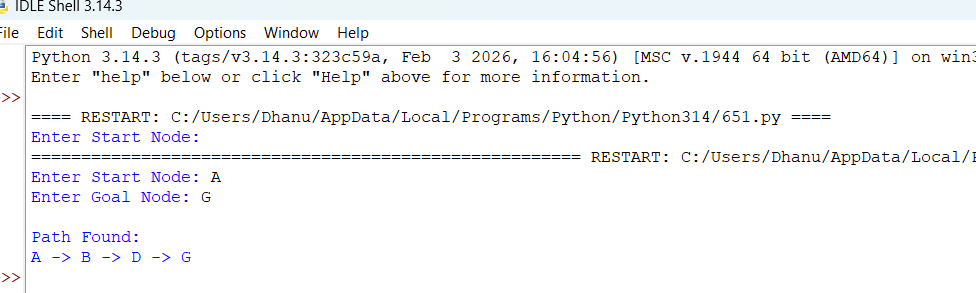 IDLE Shell 3.14.3
File Edit Shell Debug Options Window Help
Python 3.14.3 (tags/v3.14.3:323c59a, Feb  3 2026, 16:04:56) [MSC v.1944 64 bit (AMD64)] on win3
Enter "help" below or click "Help" above for more information.
>>
==== RESTART: C:/Users/Dhanu/AppData/Local/Programs/Python/Python314/651.py ====
Enter Start Node:
======================================================= RESTART: C:/Users/Dhanu/AppData/Local/
Enter Start Node: A
Enter Goal Node: G
Path Found:
A -> B -> D -> G
>>